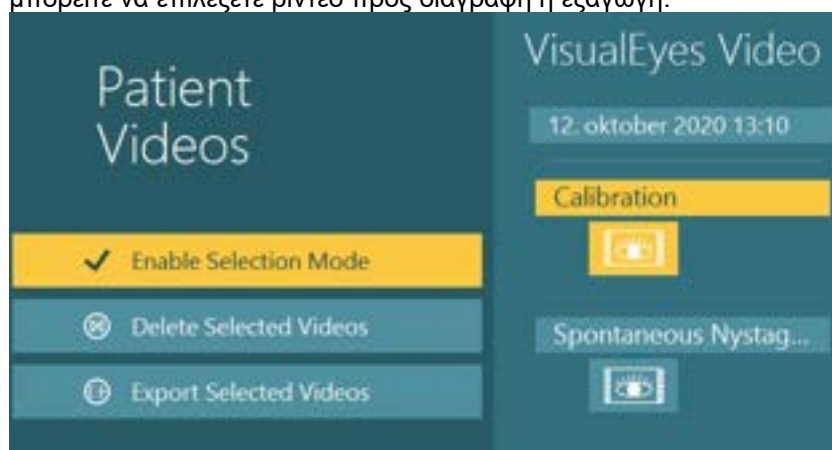 μπορείτε να επιλέξετε βίντεο προς διαγραφή ή εξαγωγή.
Patient
Videos
Enable Selection Mode
Delete Selected Videos
Export Selected Videos
VisualEyes Video
12. oktober 2020 13:10
Calibration
Spontaneous Nystag...